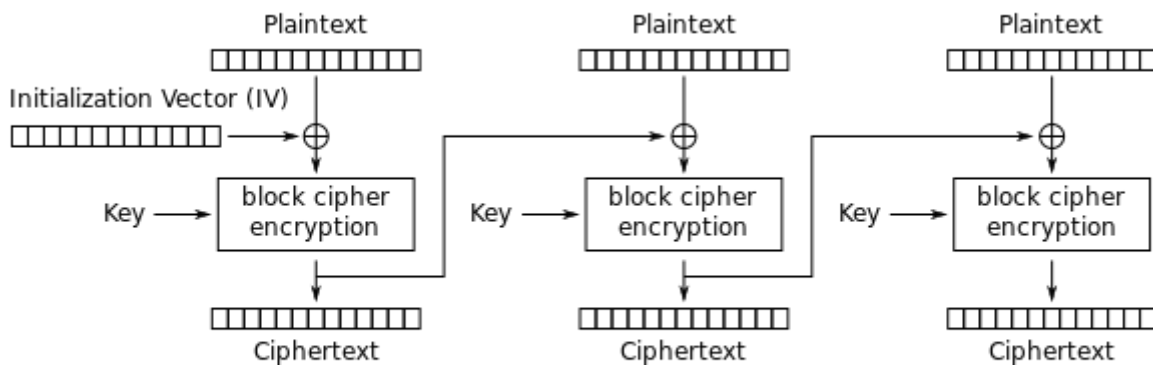 Plaintext
Plaintext
Plaintext
Initialization Vector (IV)
Key
block cipher
encryption
Key
block cipher
encryption
Key
block cipher
encryption
Ciphertext
Ciphertext
Ciphertext